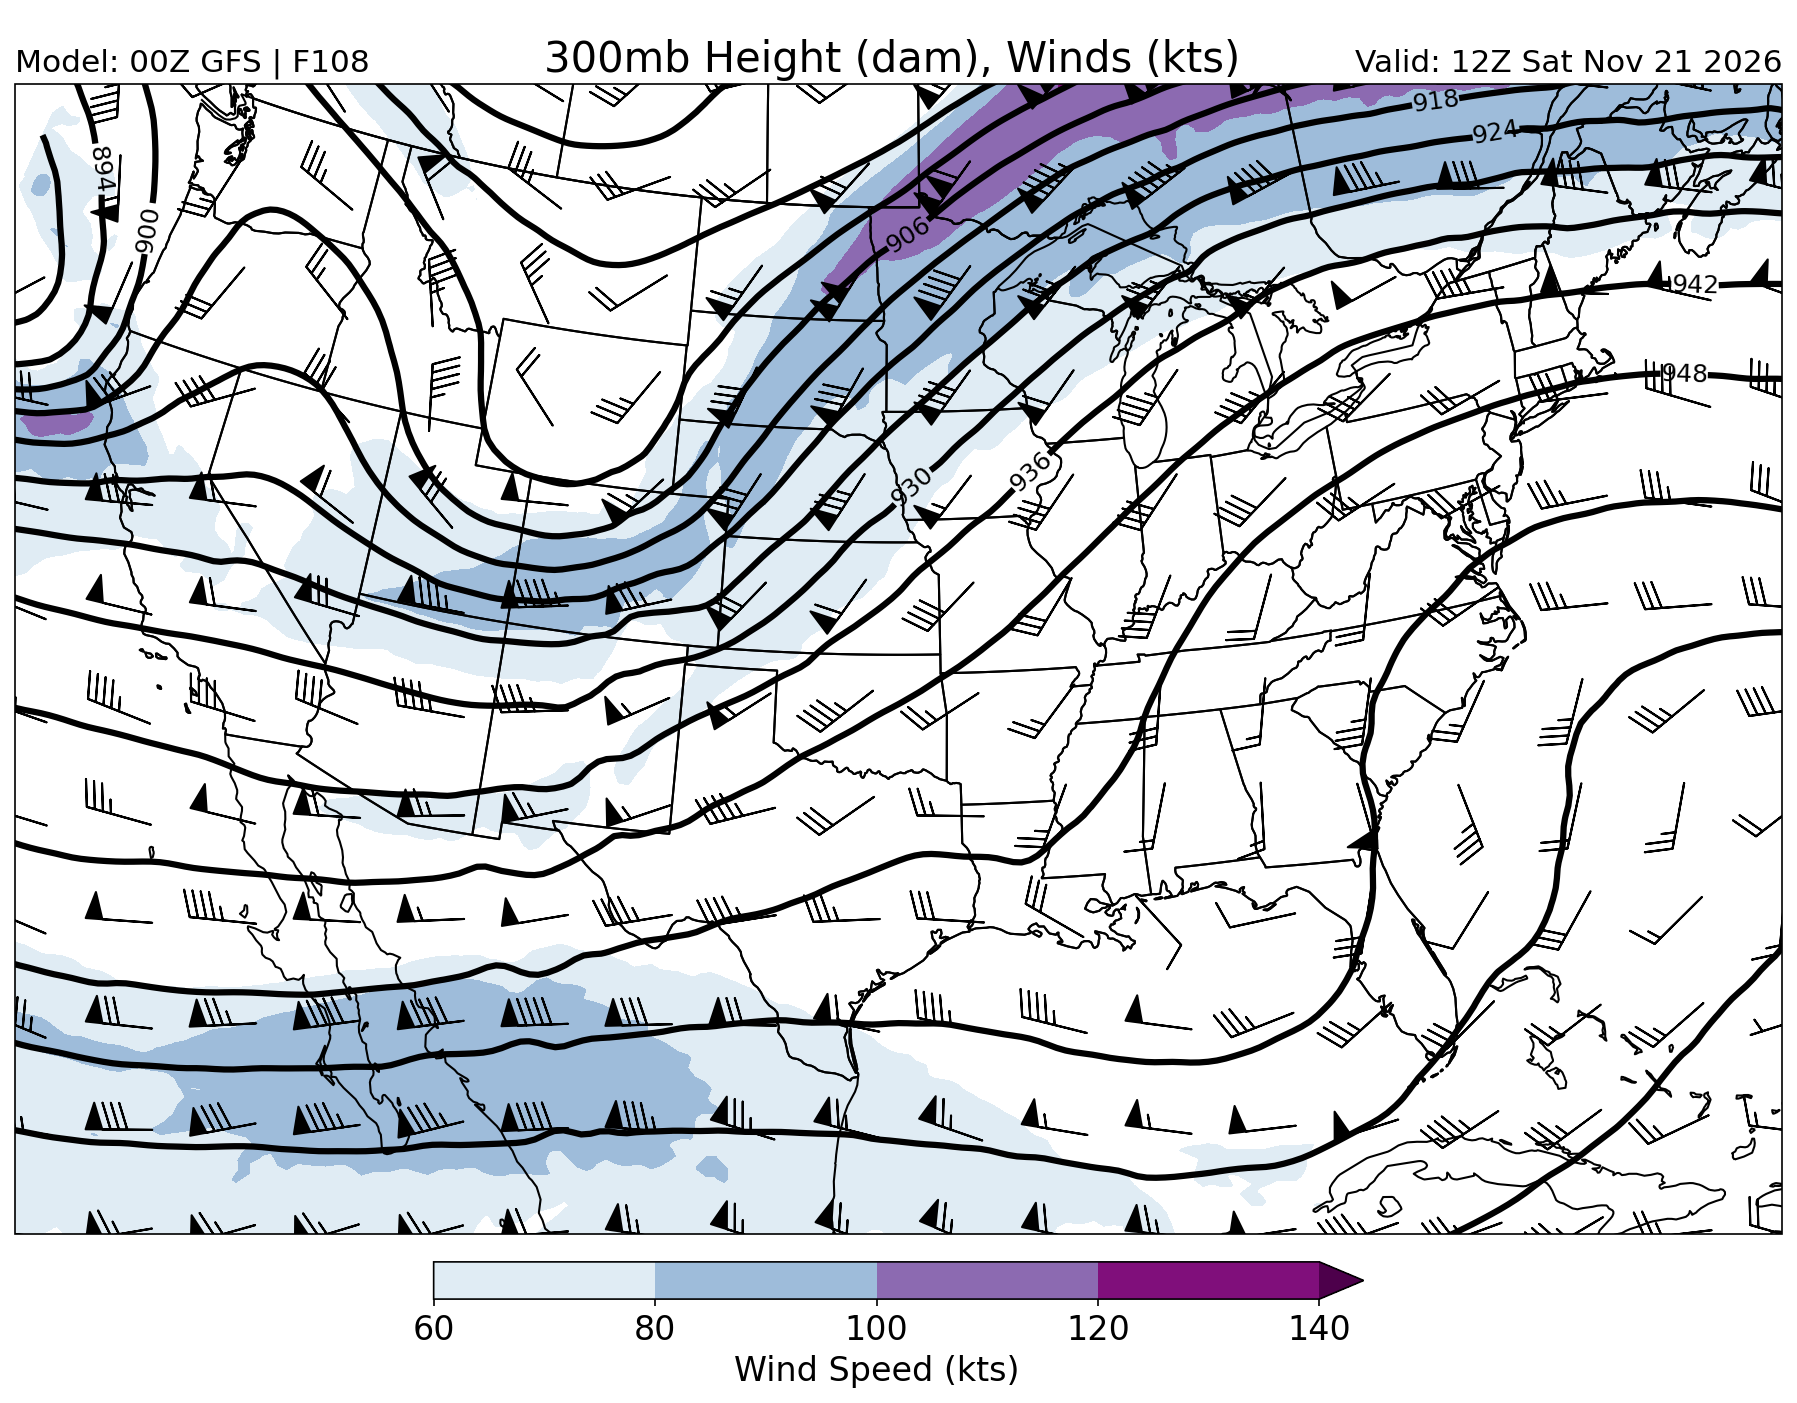 Model: 00Z GFS | F108
300mb Height (dam), Winds (kts)
Valid: 12Z Sat Nov 21 2026
918
924
894
906
900
942
948
930
936
60 80 100 120 140
Wind Speed (kts)